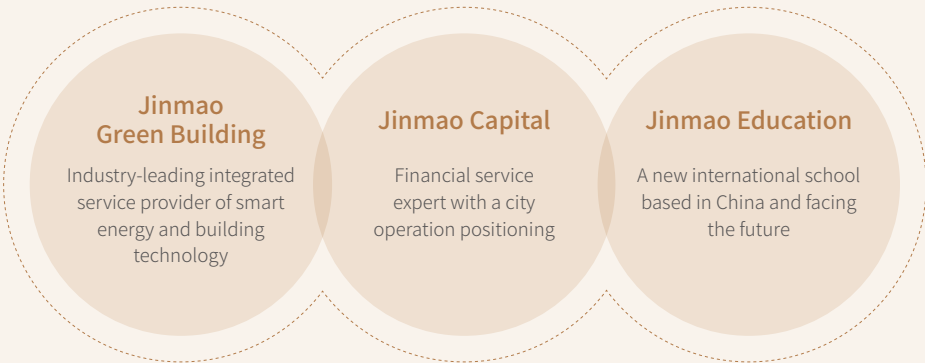 Jinmao
Green Building
Industry-leading integrated
service provider of smart
energy and building
technology
Jinmao Capital
Financial service
expert with a city
operation positioning
Jinmao Education
A new international school
based in China and facing
the future